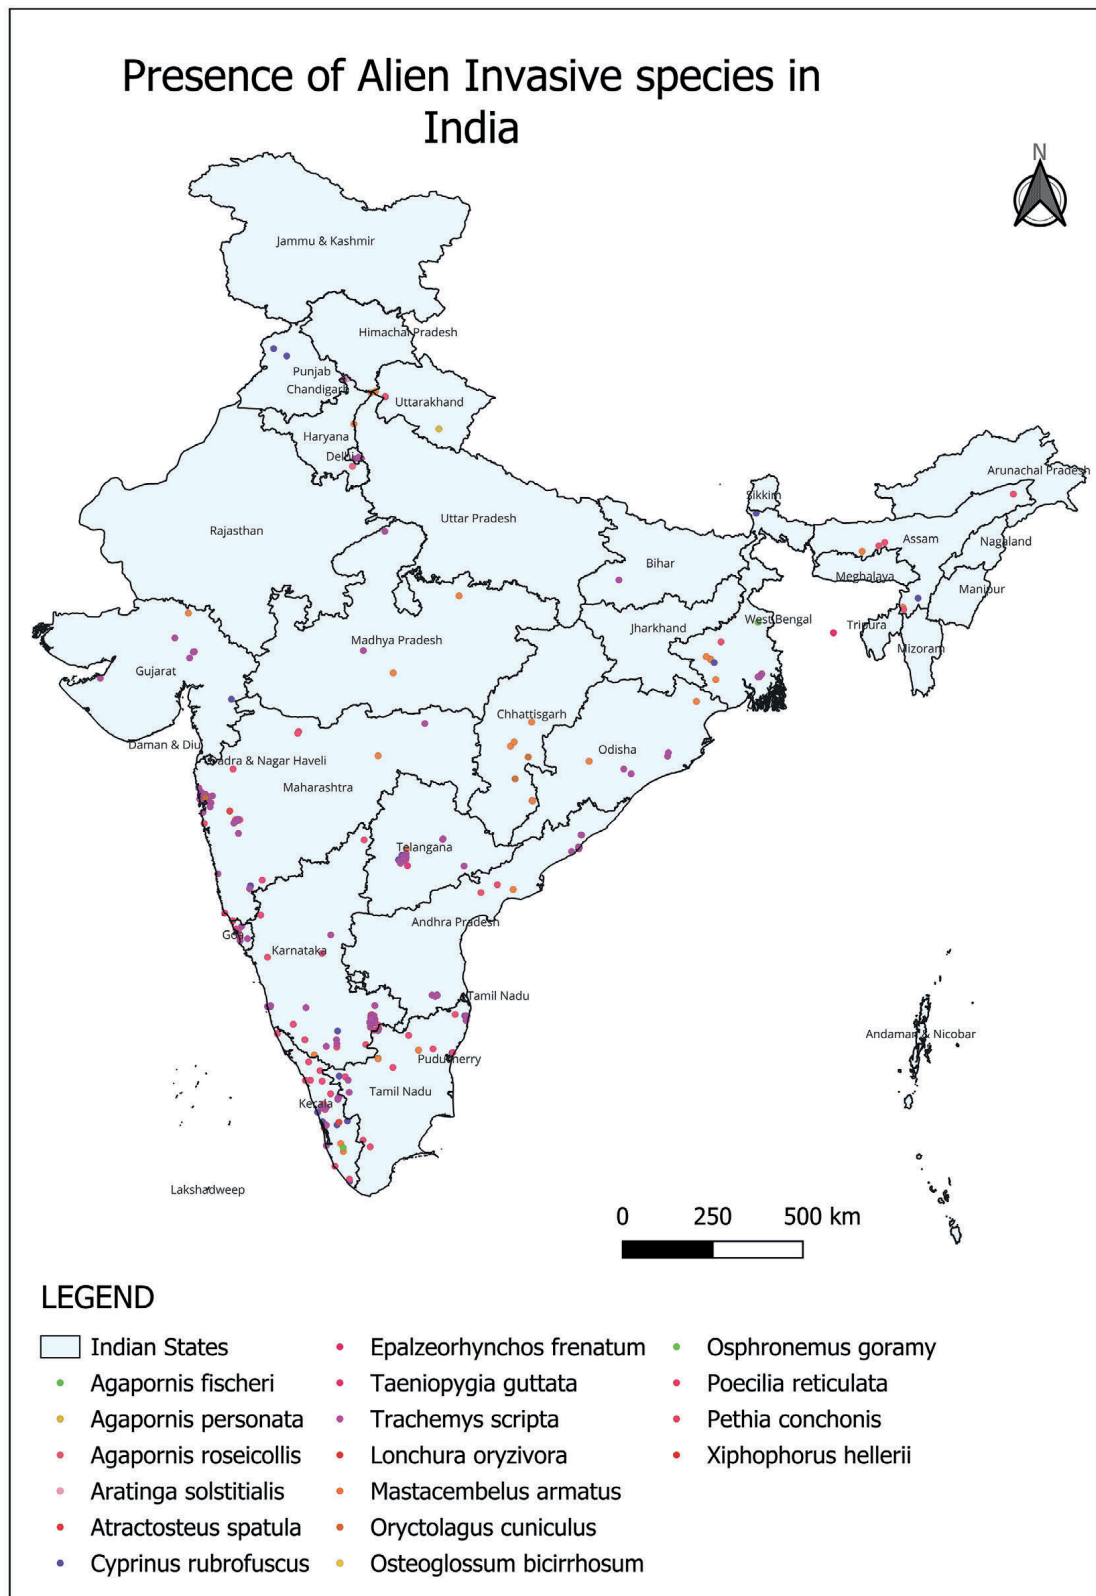 Presence of Alien Invasive species in
India
N
Jammu & Kashmir
Himachal Pradesh
Punjab
Chandigarh
Uttarakhand
Haryana
Delhi
Arunachal Pradesh
Sikkim
Rajasthan
Uttar Pradesh
Assam
Nagaland
Bihar
Meghalaya
Manipur
Jharkhand
West Bengal
Tripura
Madhya Pradesh
Mizoram
Gujarat
Chhattisgarh
Daman & Diu
Odisha
Dadra & Nagar Haveli
Maharashtra
Telangana
Andhra Pradesh
Goa
Karnataka
Tamil Nadu
Andaman & Nicobar
Puducherry
Tamil Nadu
Kerala
Lakshadweep
0 250 500 km
LEGEND
Indian States
Agapornis fischeri
Agapornis personata
Agapornis roseicollis
Aratinga solstitialis
Atractosteus spatula
Cyprinus rubrofuscus
Epalzeorhynchos frenatum
Taeniopygia guttata
Trachemys scripta
Lonchura oryzivora
Mastacembelus armatus
Oryctolagus cuniculus
Osteoglossum bicirrhosum
Osphronemus goramy
Poecilia reticulata
Pethia conchonis
Xiphophorus hellerii